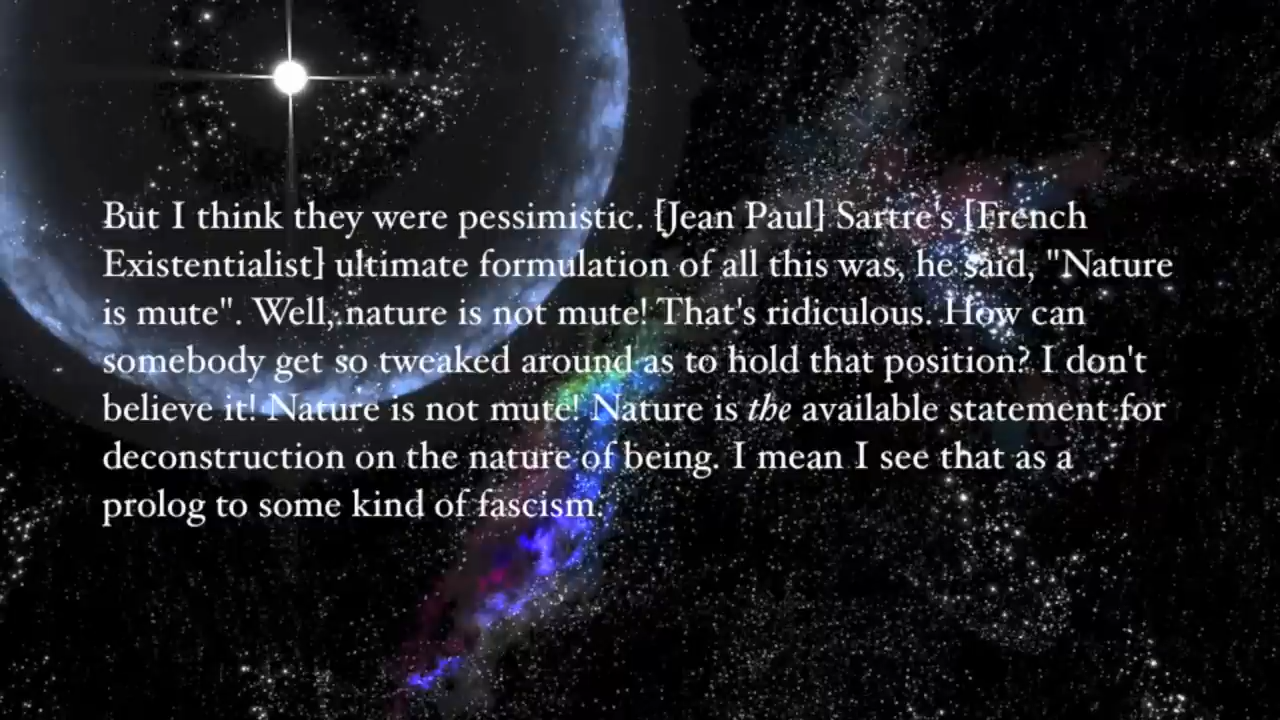 But I think they were pessimistic. [Jean Paul] Sartre's [French
Existentialist] ultimate formulation of all this was, he said, "Nature
is mute". Well, nature is not mute! That's ridiculous. How can
somebody get so tweaked around as to hold that position? I don't
believe it! Nature is not mute! Nature is the available statement for
deconstruction on the nature of being. I mean I see that as a
prolog to some kind of fascism.